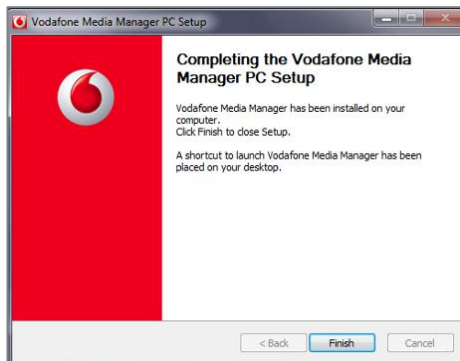 Vodafone Media Manager PC Setup
Completing the Vodafone Media
Manager PC Setup
Vodafone Media Manager has been installed on your
computer.
Click Finish to close Setup.
A shortcut to launch Vodafone Media Manager has been
placed on your desktop.
< Back Finish Cancel